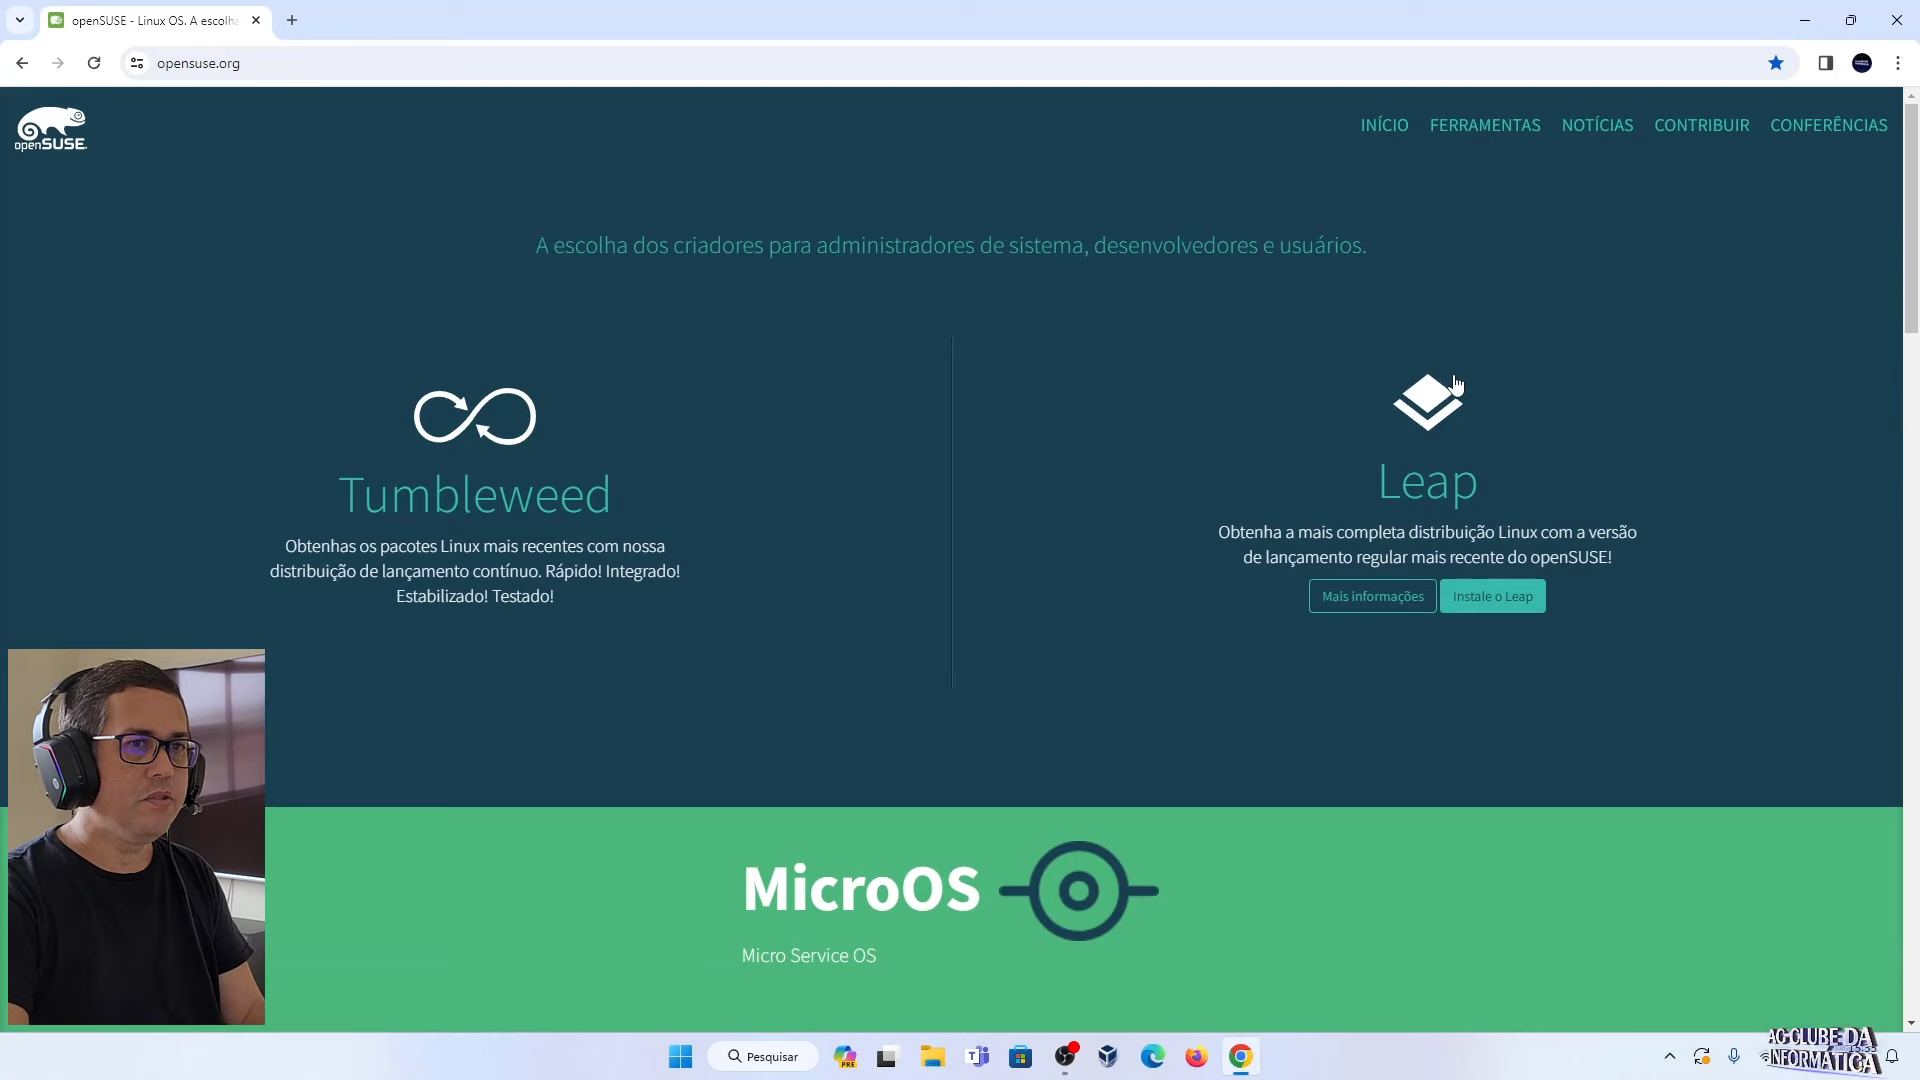 openSUSE - Linux OS. A escolha
opensuse.org
openSUSE
INÍCIO FERRAMENTAS NOTÍCIAS CONTRIBUIR CONFERÊNCIAS
A escolha dos criadores para administradores de sistema, desenvolvedores e usuários.
Tumbleweed
Obtenhas os pacotes Linux mais recentes com nossa
distribuição de lançamento contínuo. Rápido! Integrado!
Estabilizado! Testado!
Leap
Obtenha a mais completa distribuição Linux com a versão
de lançamento regular mais recente do openSUSE!
Mais informações Instale o Leap
MicroOS
Micro Service OS
Pesquisar
PRE
AG CLUBE DA
INFORMÁTICA